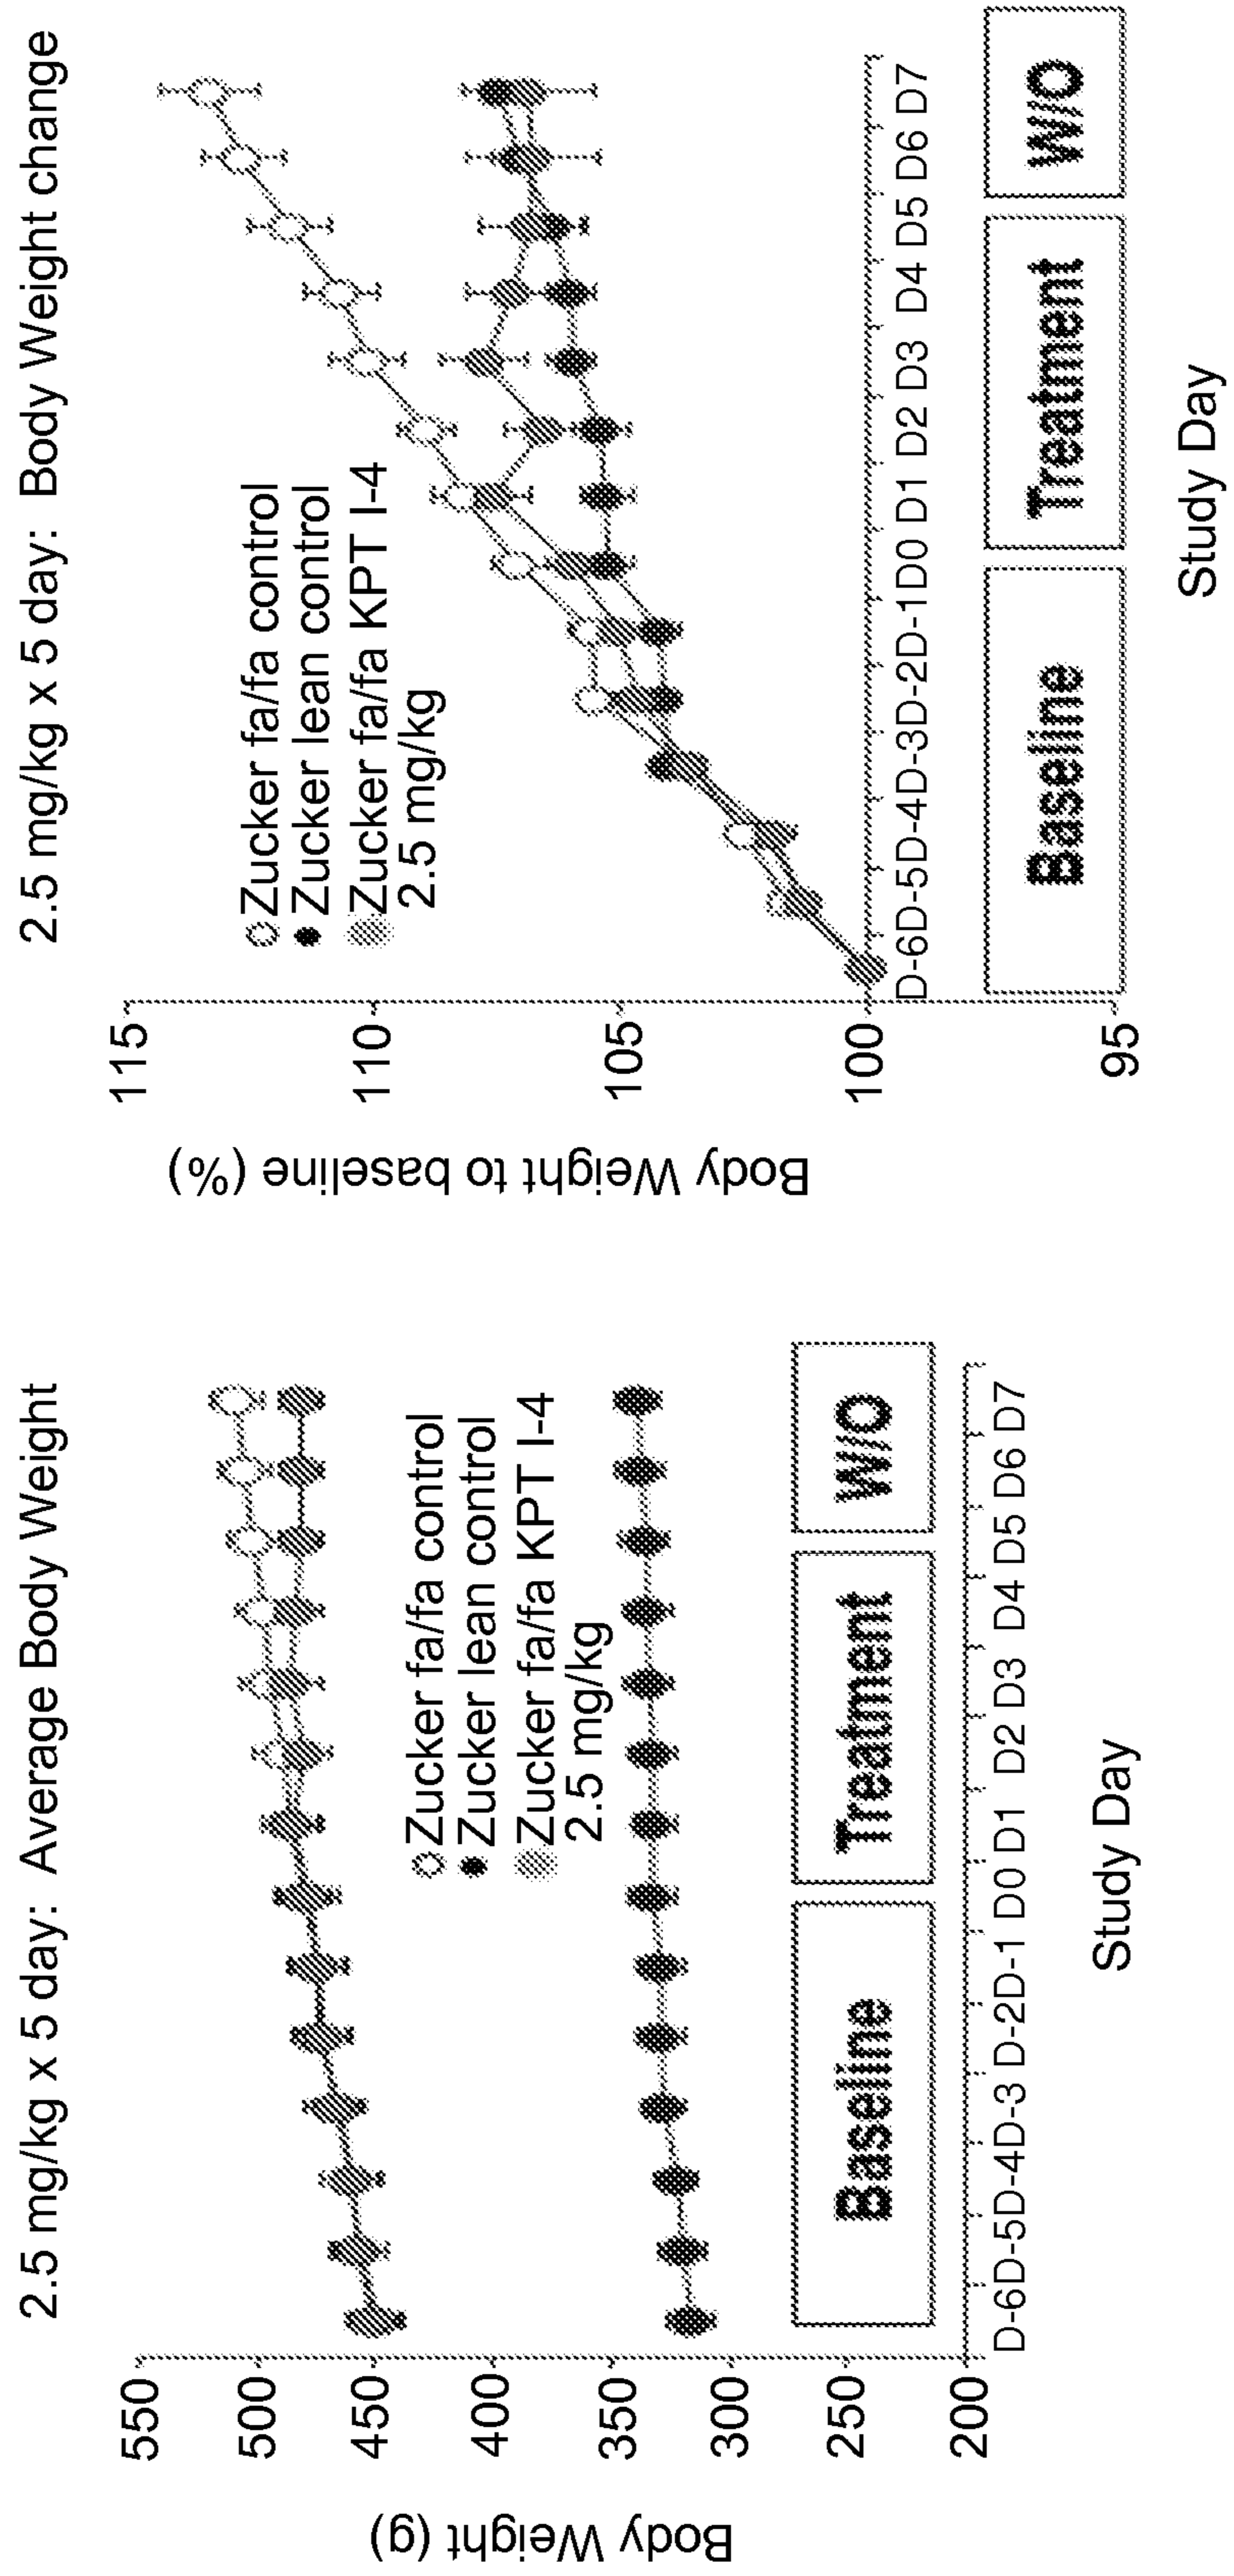 2.5 mg/kg x 5 day: Average Body Weight
550
500
450
400
350
300
250
200
Body Weight (g)
Zucker fa/fa control
Zucker lean control
Zucker fa/fa KPT I-4
2.5 mg/kg
Baseline
Treatment
W/O
D-6D-5D-4D-3 D-2D-1 D0 D1 D2 D3 D4 D5 D6 D7
Study Day
2.5 mg/kg x 5 day: Body Weight change
115
110
105
100
95
Body Weight to baseline (%)
Zucker fa/fa control
Zucker lean control
Zucker fa/fa KPT I-4
2.5 mg/kg
D-6D-5D-4D-3D-2D-1D0 D1 D2 D3 D4 D5 D6 D7
Baseline
Treatment
W/O
Study Day